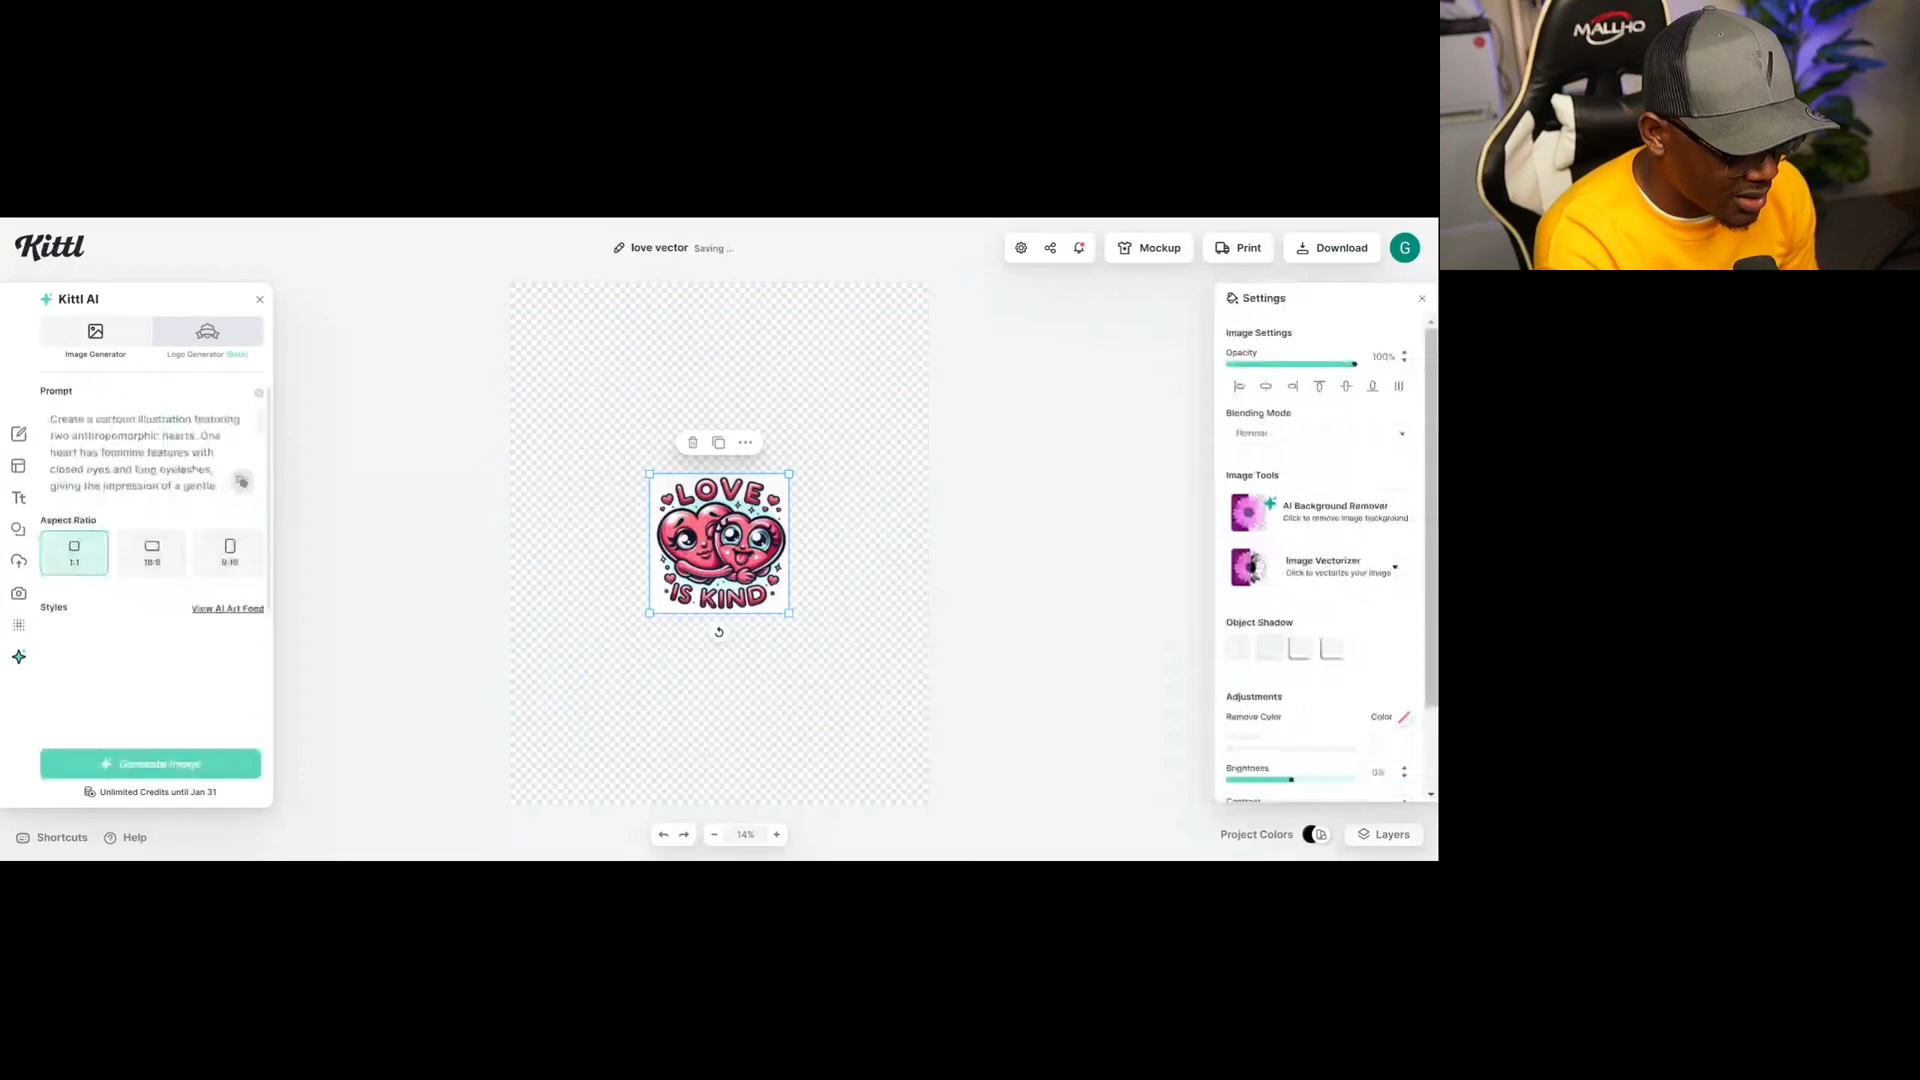 MALLHO
Kittl
love vector Saving ...
Mockup
Print
Download
G
Kittl AI
Image Generator
Logo Generator (Beta)
Prompt
Create a cartoon illustration featuring
two anthropomorphic hearts. One
heart has feminine features with
closed eyes and long eyelashes,
giving the impression of a gentle
Aspect Ratio
1:1
16:9
9:16
Styles
View AI Art Feed
Generate Image
Unlimited Credits until Jan 31
Tt
LOVE
IS KIND
Settings
Image Settings
Opacity
100%
Blending Mode
Normal
Image Tools
AI Background Remover
Click to remove image background
Image Vectorizer
Click to vectorize your image
Object Shadow
Adjustments
Remove Color
Color
Brightness
0%
Shortcuts
Help
14%
Project Colors
Layers